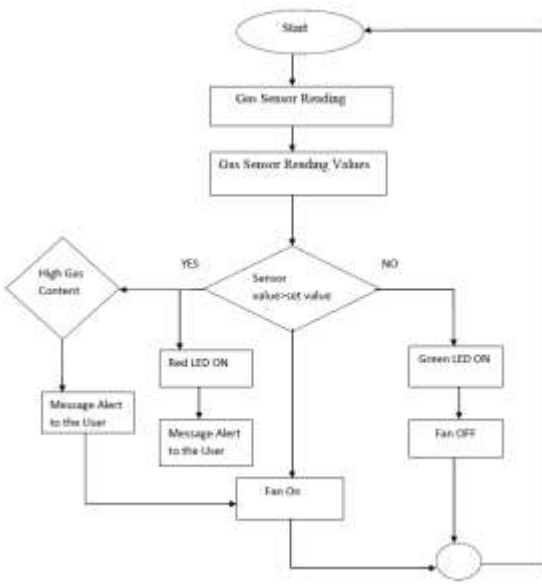 Start
Gas Sensor Reading
Gas Sensor Reading Values
YES
NO
High Gas
Content
Sensor
value>set value
Red LED ON
Green LED ON
Message Alert
to the User
Message Alert
to the User
Fan OFF
Fan On